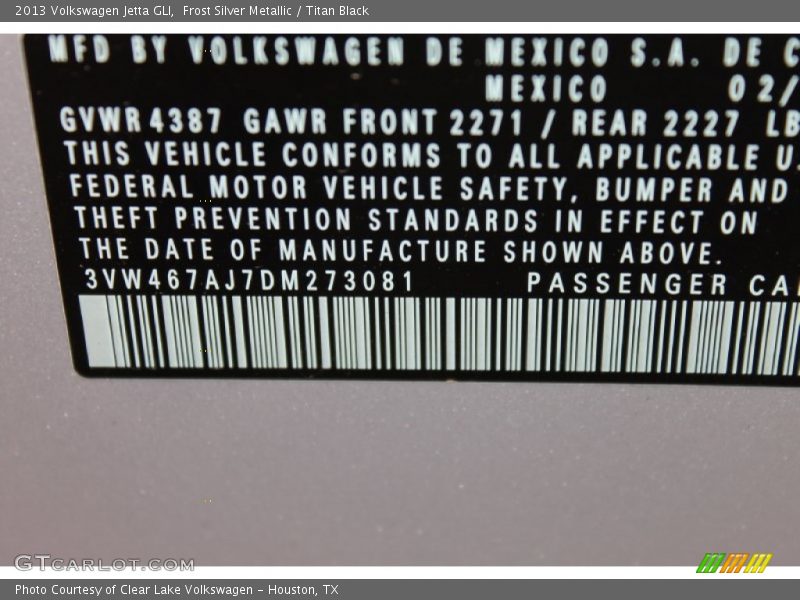 2013 Volkswagen Jetta GLI, Frost Silver Metallic / Titan Black
MFD BY VOLKSWAGEN DE MEXICO S.A. DE C
MEXICO 02/
GVWR 4387 GAWR FRONT 2271 / REAR 2227 LB
THIS VEHICLE CONFORMS TO ALL APPLICABLE U.
FEDERAL MOTOR VEHICLE SAFETY, BUMPER AND
THEFT PREVENTION STANDARDS IN EFFECT ON
THE DATE OF MANUFACTURE SHOWN ABOVE.
3VW467AJ7DM273081 PASSENGER CA
GTCARLOT.COM
Photo Courtesy of Clear Lake Volkswagen – Houston, TX